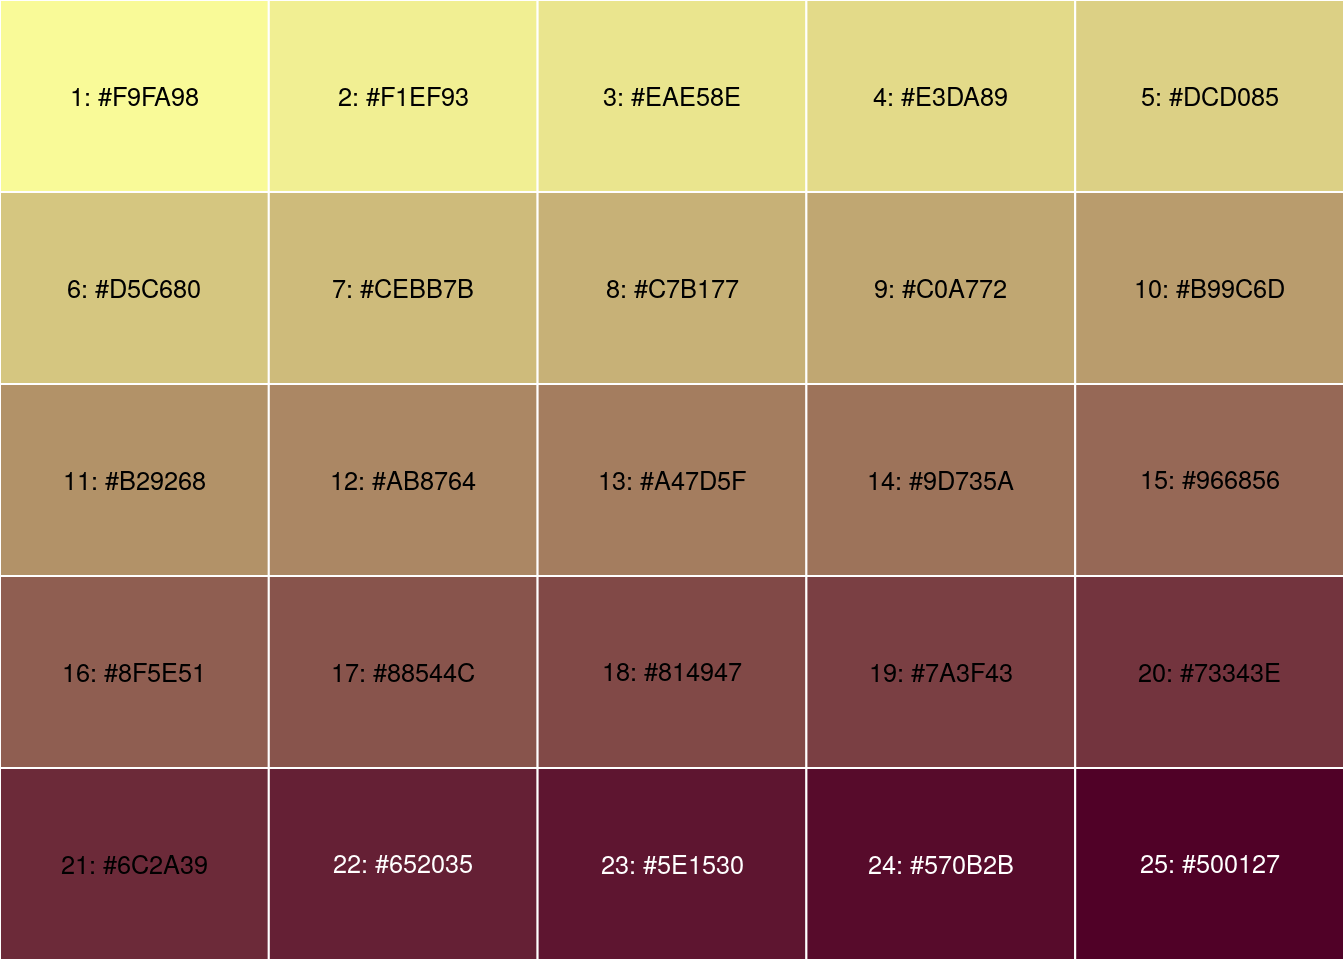 1: #F9FA98
2: #F1EF93
3: #EAE58E
4: #E3DA89
5: #DCD085
6: #D5C680
7: #CEBB7B
8: #C7B177
9: #C0A772
10: #B99C6D
11: #B29268
12: #AB8764
13: #A47D5F
14: #9D735A
15: #966856
16: #8F5E51
17: #88544C
18: #814947
19: #7A3F43
20: #73343E
21: #6C2A39
22: #652035
23: #5E1530
24: #570B2B
25: #500127